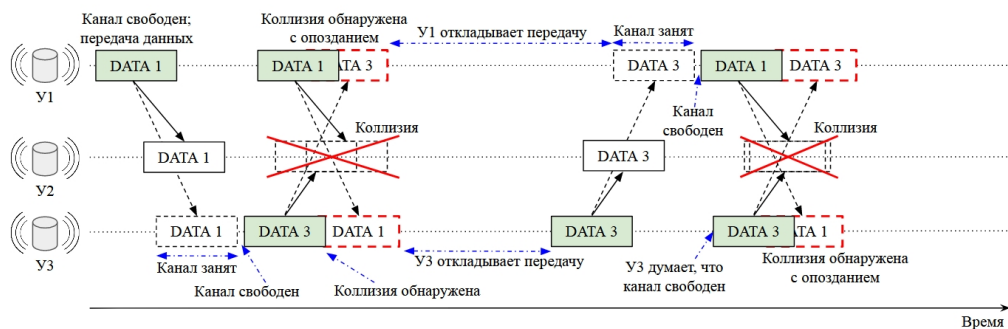 Канал свободен;
передача данных
Коллизия обнаружена
с опозданием
У1 откладывает передачу
Канал занят
DATA 1
DATA 1
DATA 3
DATA 3
DATA 1
DATA 3
У1
Канал
свободен
Коллизия
DATA 1
DATA 3
У2
DATA 1
DATA 3
DATA 1
DATA 3
DATA 3
DATA 1
У3
Канал занят
У3 откладывает передачу
У3 думает, что
канал свободен
Коллизия обнаружена
с опозданием
Канал свободен
Коллизия обнаружена
Время